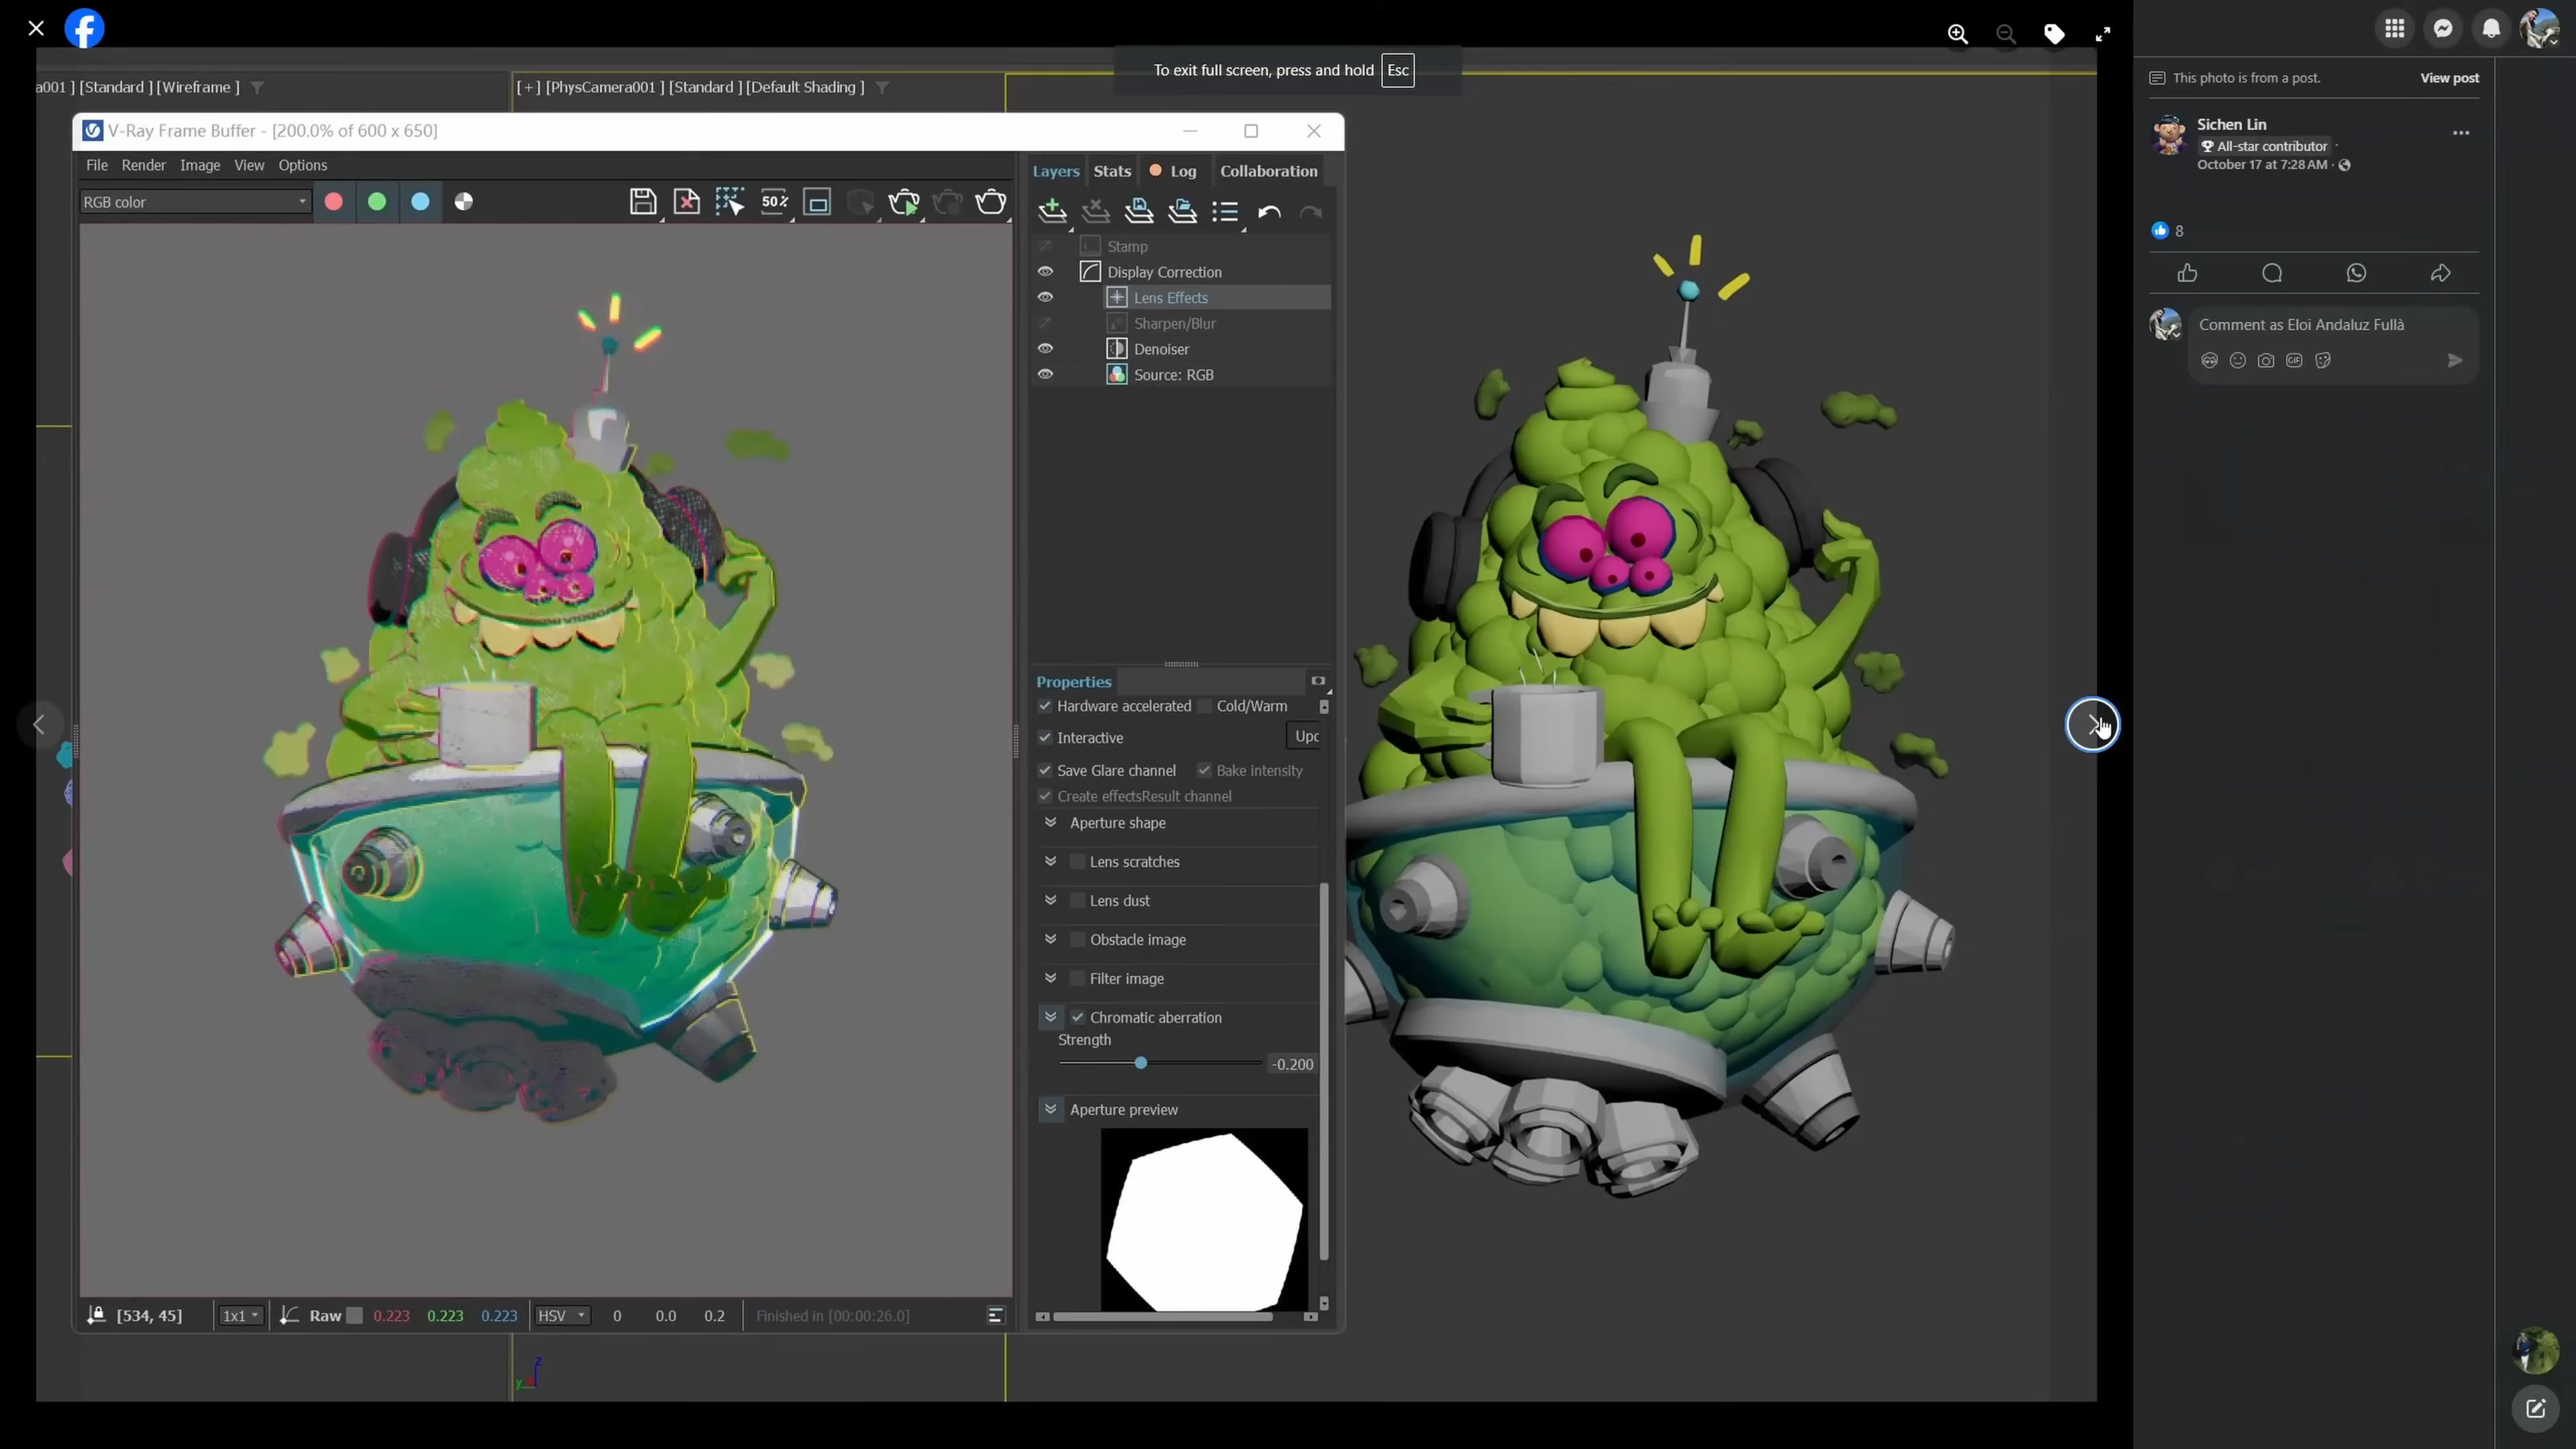 To exit full screen, press and hold Esc
a001 ] [Standard ] [Wireframe ]
[+] [PhysCamera001 ] [Standard ] [Default Shading ]
V-Ray Frame Buffer - [200.0% of 600 x 650]
File Render Image View Options
RGB color
50%
Layers Stats Log Collaboration
Stamp
Display Correction
Lens Effects
Sharpen/Blur
Denoiser
Source: RGB
Properties
Hardware accelerated Cold/Warm
Interactive
Save Glare channel Bake intensity
Create effectsResult channel
Aperture shape
Lens scratches
Lens dust
Obstacle image
Filter image
Chromatic aberration
Strength
-0.200
Aperture preview
[534, 45] 1x1 Raw 0.223 0.223 0.223 HSV 0 0.0 0.2 Finished in [00:00:26.0]
z
y
This photo is from a post. View post
Sichen Lin
All-star contributor ·
October 17 at 7:28 AM ·
8
Comment as Eloi Andaluz Fullà
GIF